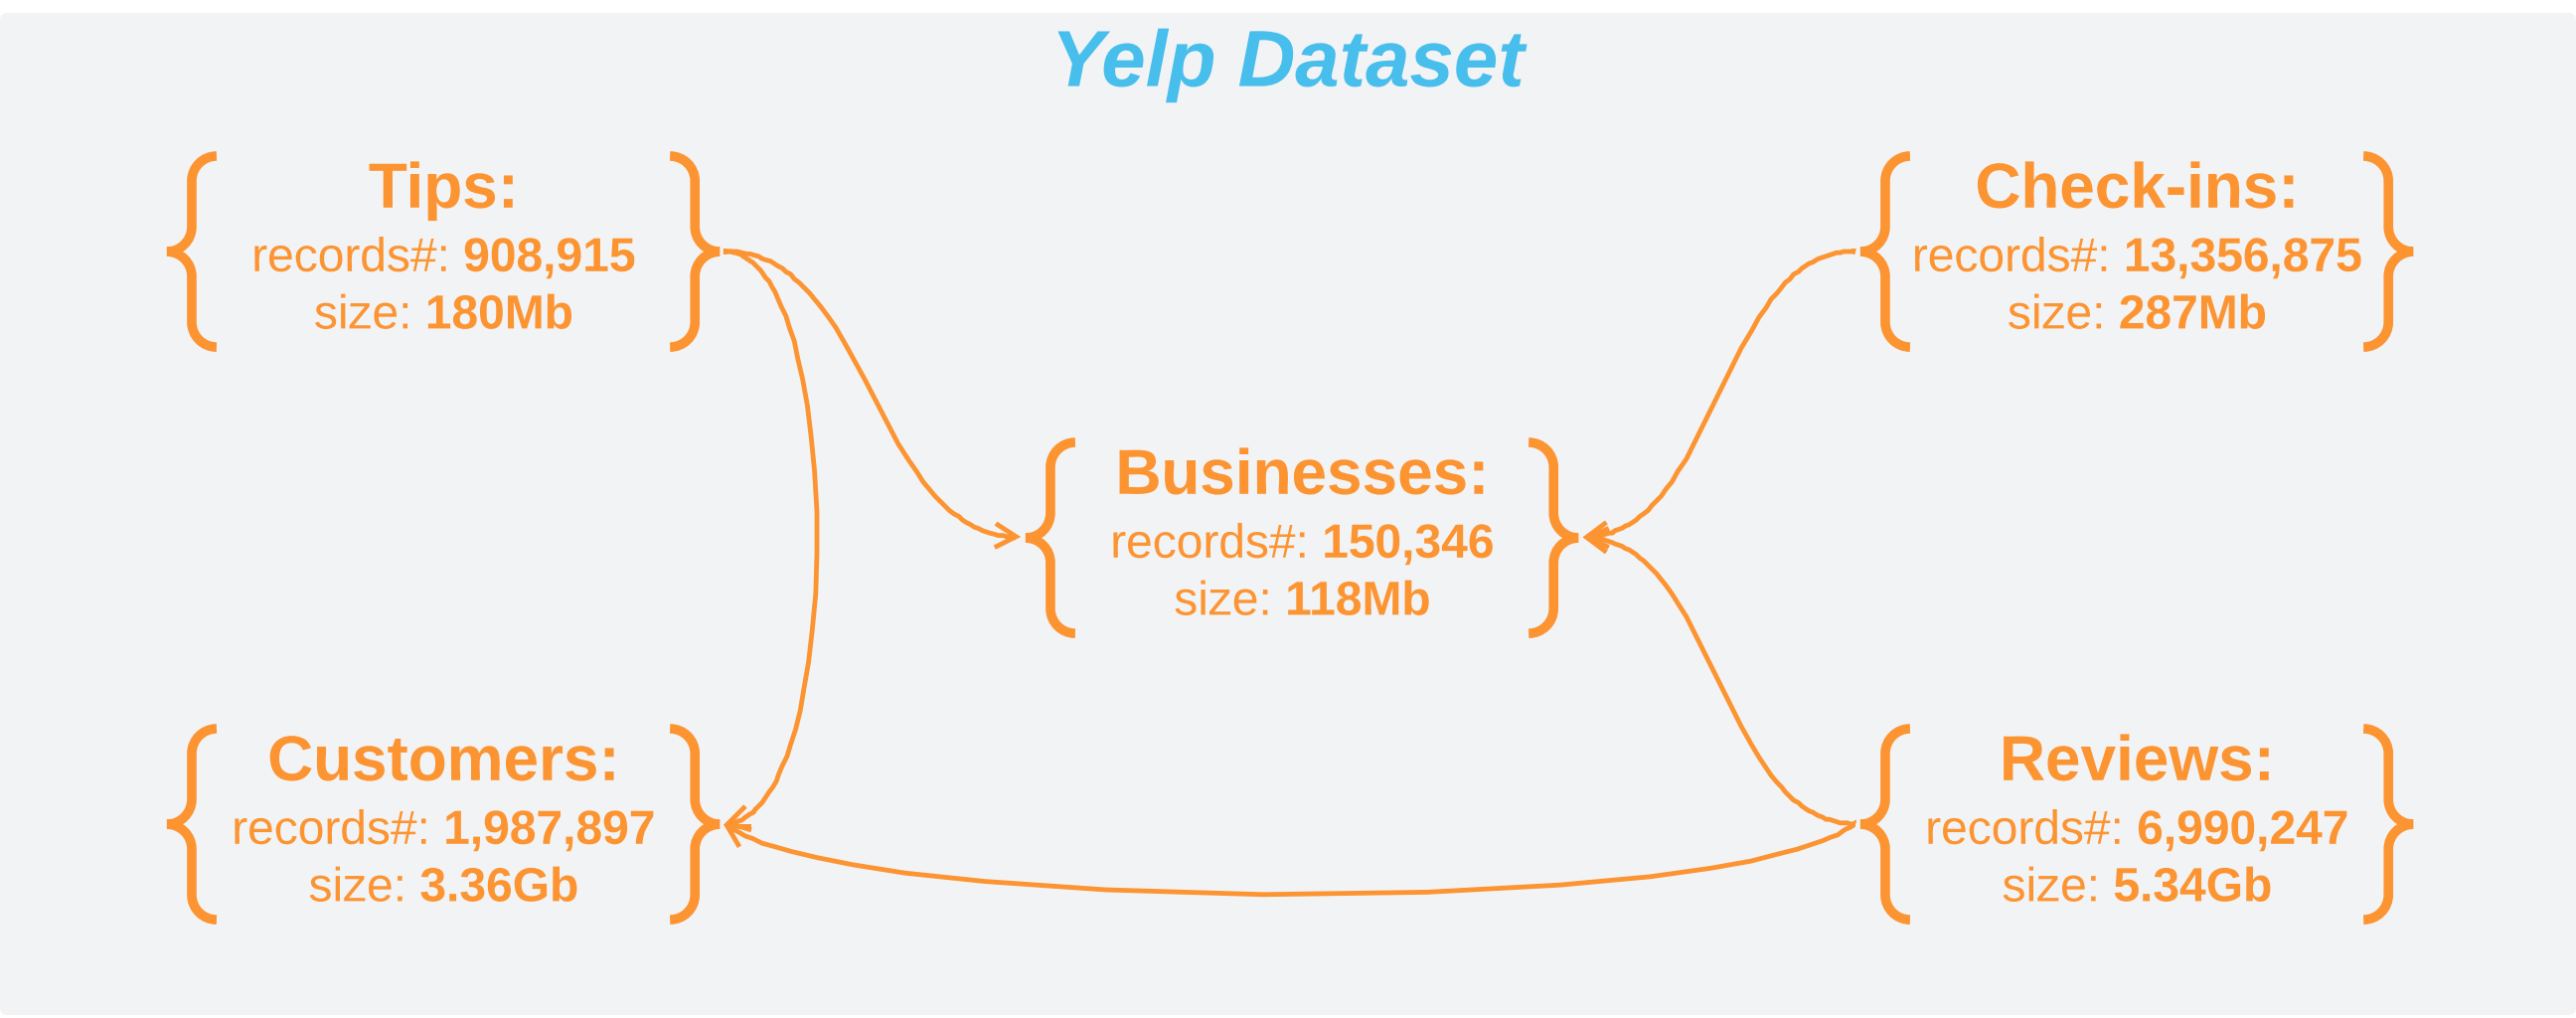 Yelp Dataset
Tips:
records#: 908,915
size: 180Mb
Check-ins:
records#: 13,356,875
size: 287Mb
Businesses:
records#: 150,346
size: 118Mb
Customers:
records#: 1,987,897
size: 3.36Gb
Reviews:
records#: 6,990,247
size: 5.34Gb